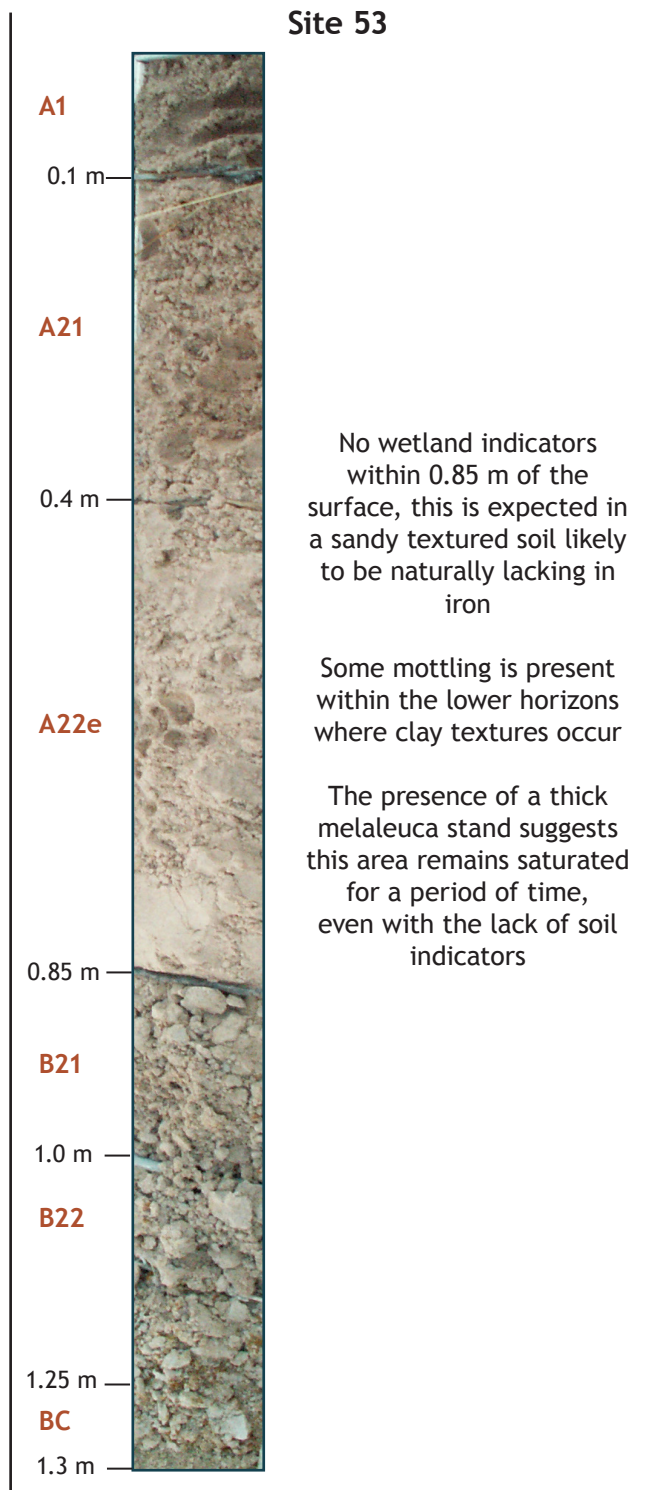 Site 53
A1
0.1 m
A21
0.4 m
A22e
0.85 m
B21
1.0 m
B22
1.25 m
BC
1.3 m
No wetland indicators
within 0.85 m of the
surface, this is expected in
a sandy textured soil likely
to be naturally lacking in
iron
Some mottling is present
within the lower horizons
where clay textures occur
The presence of a thick
melaleuca stand suggests
this area remains saturated
for a period of time,
even with the lack of soil
indicators